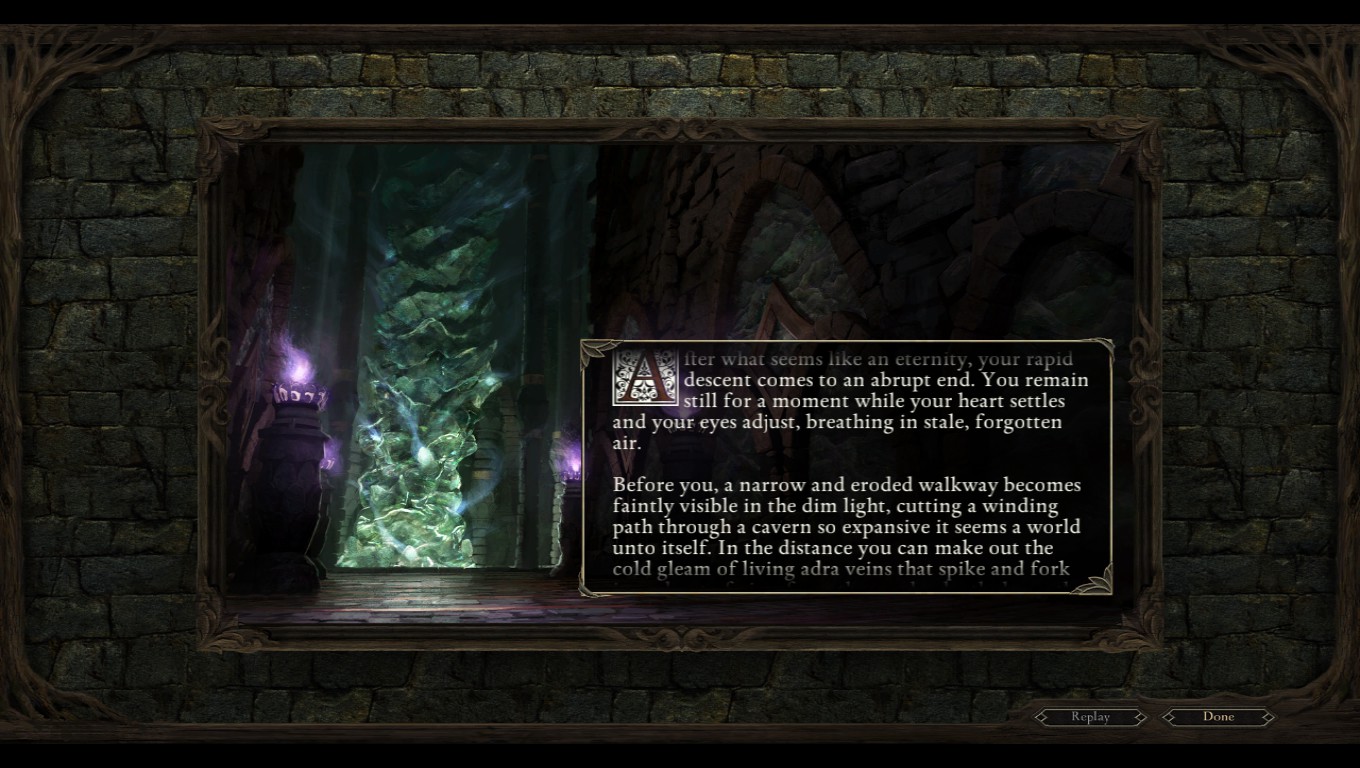 After what seems like an eternity, your rapid
descent comes to an abrupt end. You remain
still for a moment while your heart settles
and your eyes adjust, breathing in stale, forgotten
air.
Before you, a narrow and eroded walkway becomes
faintly visible in the dim light, cutting a winding
path through a cavern so expansive it seems a world
unto itself. In the distance you can make out the
cold gleam of living adra veins that spike and fork
Replay
Done